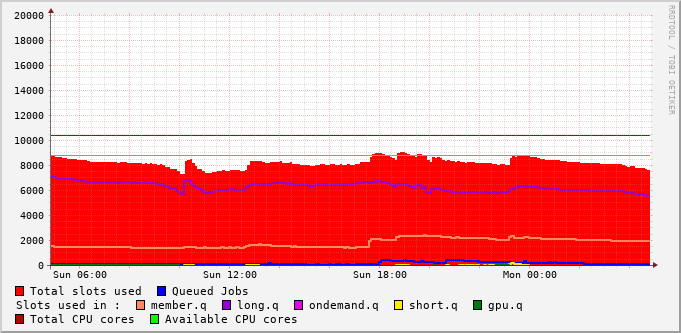 20000
18000
16000
14000
12000
10000
8000
6000
4000
2000
0
Sun 06:00 Sun 12:00 Sun 18:00 Mon 00:00
RRDTOOL / TOBI OETIKER
Total slots used Queued Jobs
Slots used in : member.q long.q ondemand.q short.q gpu.q
Total CPU cores Available CPU cores